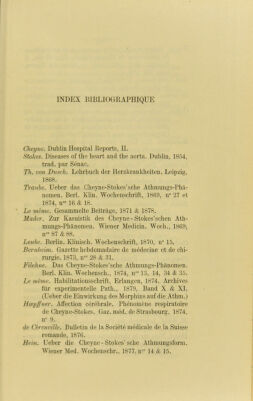 INDEX BIBLIOGRAPHIQUE
Cheyne. Dublin Hospital Reports, II.
Stokes. Diseases of the heart and the aorta. Dublin, 1854,
trad. par Sénac.
Th. von Dusch. Lehrbuch der Herzkrankheiten. Leipzig,
1868.
Traube. Ueber das Cheyne-Stokes'sche Athmungs-Phä-
nomen. Berl. Klin. Wochenschrift, 1869, n° 27 et
1874, nos 16 & 18.
Le même. Gesammelte Beiträge, 1871 & 1878.
Mader. Zur Kasuistik des Cheyne-Stokes'schen Ath-
mungs-Phänomen. Wiener Medicin. Woch., 1869,
nos 87 & 88.
Leube. Berlin. Klinisch. Wochenschrift, 1870, n° 15.
Bernheim. Gazette hebdommadaire de médecine et de chi-
rurgie, 1873, nos 28 & 31.
Filehne. Das Cheyne-Stokes'sche Athmungs-Phänomen.
Berl. Klin. Wochensch., 1874, nos 13, 14, 34 & 35.
Le même. Habilitationsschrift, Erlangen, 1874. Archives
für experimentelle Path., 1879, Band X & XI.
(Ueber die Einwirkung des Morphins auf die Athm.)
Hœpffner. Affection cérébrale. Phénomène respiratoire
de Cheyne-Stokes. Gaz. méd. de Strasbourg. 1874,
n° 9.
de Cérenville. Bulletin de la Société médicale de la Suisse
romande, 1876.
Hein. Ueber die Cheyne-Stokes'sche Athmungsform.
Wiener Med. Wochenschr., 1877, nos 14 & 15.